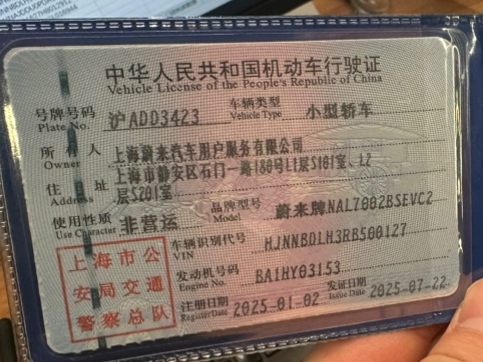 中华人民共和国机动车行驶证
Vehicle License of the People's Republic of China
号牌号码 Plate No. 沪ADD3423 车辆类型 Vehicle Type 小型轿车
所有人 Owner 上海蔚来汽车用户服务有限公司
住址 Address 上海市静安区石门一路180号L1层S101室、L2
层S201室
使用性质 Use Character 非营运 品牌型号 Model 蔚来牌NAL7002BSEVC2
上海市公
安局交通
警察总队
车辆识别代号 VIN HJNNBDLH3RB500127
发动机号码 Engine No. BA1HY03153
注册日期 Register Date 2025-01-02 发证日期 Issue Date 2025-07-22